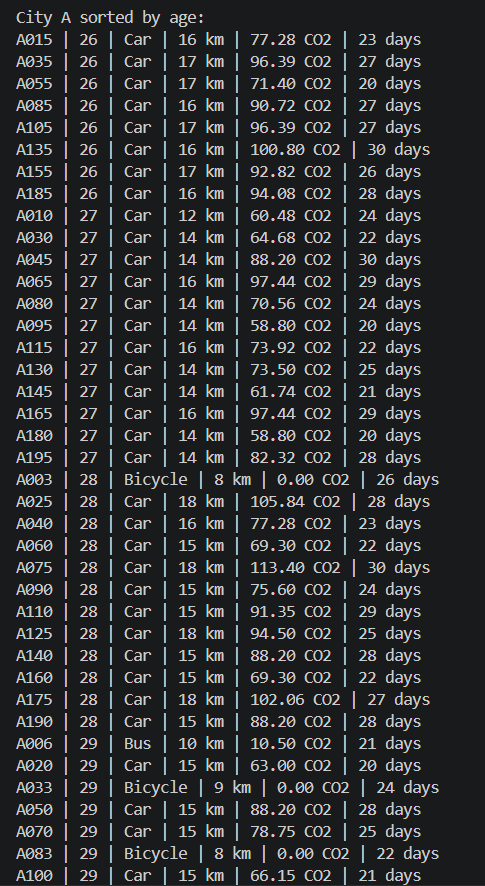 City A sorted by age:
A015 | 26 | Car | 16 km | 77.28 CO2 | 23 days
A035 | 26 | Car | 17 km | 96.39 CO2 | 27 days
A055 | 26 | Car | 17 km | 71.40 CO2 | 20 days
A085 | 26 | Car | 16 km | 90.72 CO2 | 27 days
A105 | 26 | Car | 17 km | 96.39 CO2 | 27 days
A135 | 26 | Car | 16 km | 100.80 CO2 | 30 days
A155 | 26 | Car | 17 km | 92.82 CO2 | 26 days
A185 | 26 | Car | 16 km | 94.08 CO2 | 28 days
A010 | 27 | Car | 12 km | 60.48 CO2 | 24 days
A030 | 27 | Car | 14 km | 64.68 CO2 | 22 days
A045 | 27 | Car | 14 km | 88.20 CO2 | 30 days
A065 | 27 | Car | 16 km | 97.44 CO2 | 29 days
A080 | 27 | Car | 14 km | 70.56 CO2 | 24 days
A095 | 27 | Car | 14 km | 58.80 CO2 | 20 days
A115 | 27 | Car | 16 km | 73.92 CO2 | 22 days
A130 | 27 | Car | 14 km | 73.50 CO2 | 25 days
A145 | 27 | Car | 14 km | 61.74 CO2 | 21 days
A165 | 27 | Car | 16 km | 97.44 CO2 | 29 days
A180 | 27 | Car | 14 km | 58.80 CO2 | 20 days
A195 | 27 | Car | 14 km | 82.32 CO2 | 28 days
A003 | 28 | Bicycle | 8 km | 0.00 CO2 | 26 days
A025 | 28 | Car | 18 km | 105.84 CO2 | 28 days
A040 | 28 | Car | 16 km | 77.28 CO2 | 23 days
A060 | 28 | Car | 15 km | 69.30 CO2 | 22 days
A075 | 28 | Car | 18 km | 113.40 CO2 | 30 days
A090 | 28 | Car | 15 km | 75.60 CO2 | 24 days
A110 | 28 | Car | 15 km | 91.35 CO2 | 29 days
A125 | 28 | Car | 18 km | 94.50 CO2 | 25 days
A140 | 28 | Car | 15 km | 88.20 CO2 | 28 days
A160 | 28 | Car | 15 km | 69.30 CO2 | 22 days
A175 | 28 | Car | 18 km | 102.06 CO2 | 27 days
A190 | 28 | Car | 15 km | 88.20 CO2 | 28 days
A006 | 29 | Bus | 10 km | 10.50 CO2 | 21 days
A020 | 29 | Car | 15 km | 63.00 CO2 | 20 days
A033 | 29 | Bicycle | 9 km | 0.00 CO2 | 24 days
A050 | 29 | Car | 15 km | 88.20 CO2 | 28 days
A070 | 29 | Car | 15 km | 78.75 CO2 | 25 days
A083 | 29 | Bicycle | 8 km | 0.00 CO2 | 22 days
A100 | 29 | Car | 15 km | 66.15 CO2 | 21 days